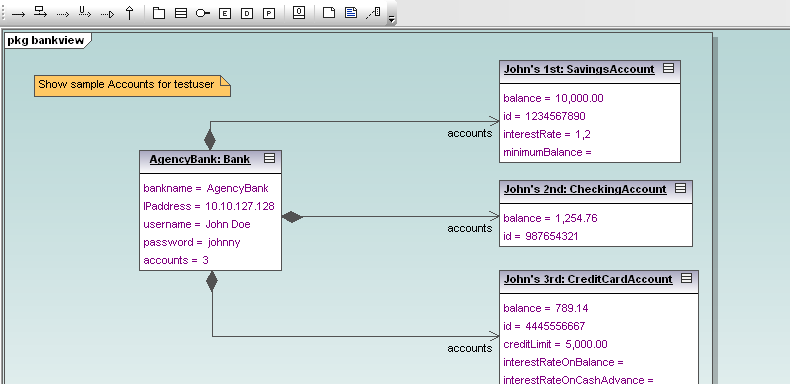 E D P
pkg bankview
Show sample Accounts for testuser
John's 1st: SavingsAccount
balance = 10,000.00
id = 1234567890
interestRate = 1,2
minimumBalance =
accounts
AgencyBank: Bank
bankname = AgencyBank
IPaddress = 10.10.127.128
username = John Doe
password = johnny
accounts = 3
John's 2nd: CheckingAccount
balance = 1,254.76
id = 987654321
accounts
John's 3rd: CreditCardAccount
balance = 789.14
id = 4445556667
creditLimit = 5,000.00
interestRateOnBalance =
interestRateOnCashAdvance =
accounts